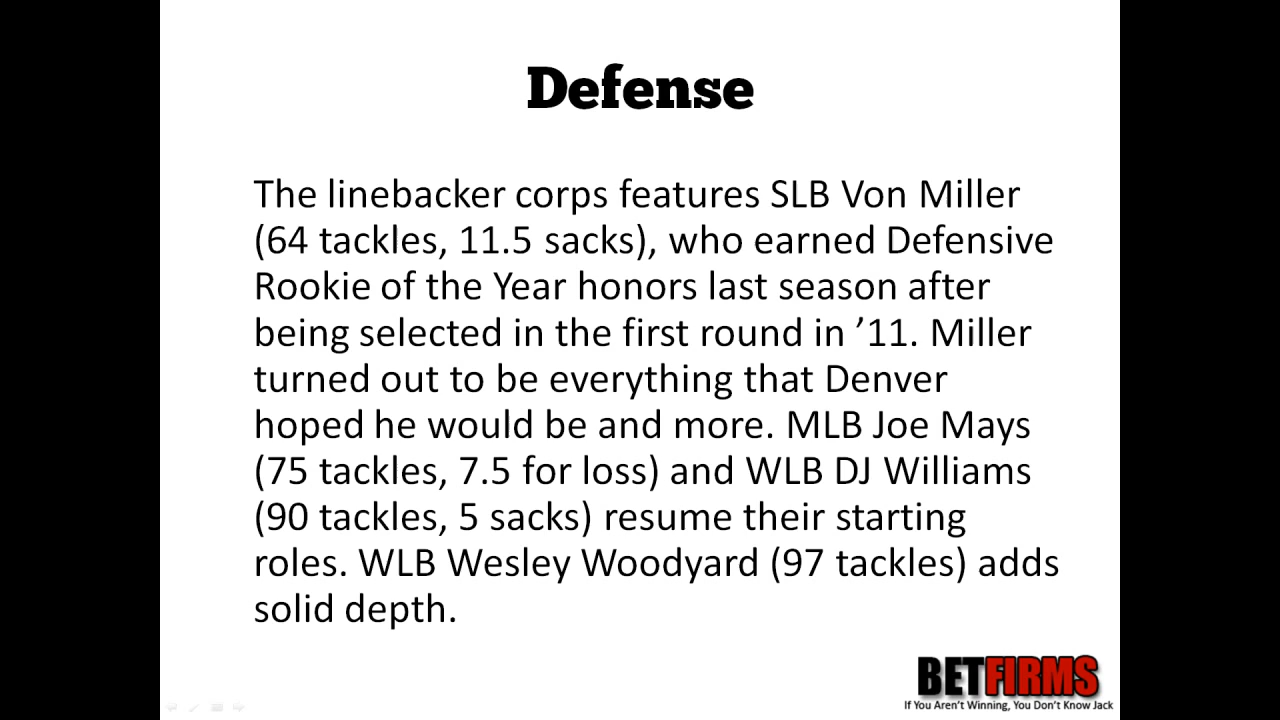 Defense
The linebacker corps features SLB Von Miller
(64 tackles, 11.5 sacks), who earned Defensive
Rookie of the Year honors last season after
being selected in the first round in ’11. Miller
turned out to be everything that Denver
hoped he would be and more. MLB Joe Mays
(75 tackles, 7.5 for loss) and WLB DJ Williams
(90 tackles, 5 sacks) resume their starting
roles. WLB Wesley Woodyard (97 tackles) adds
solid depth.
BETFIRMS
If You Aren’t Winning, You Don’t Know Jack